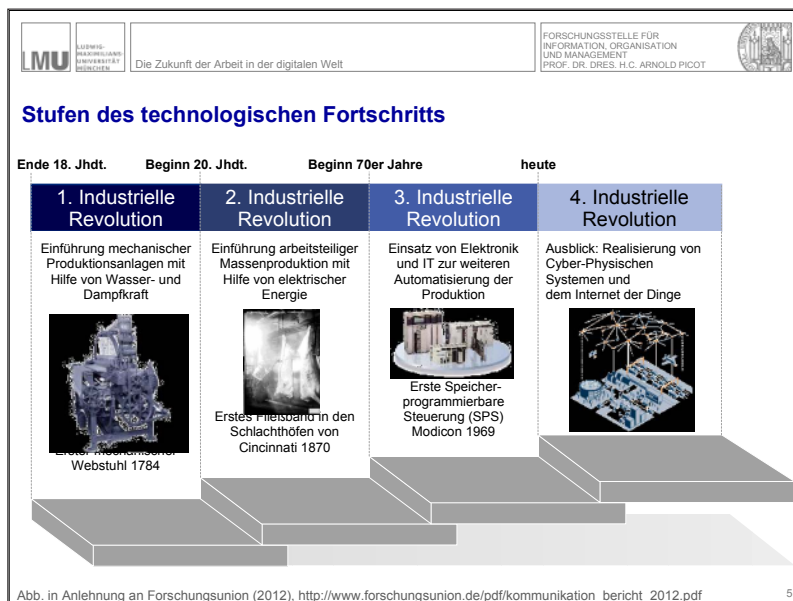 LMU
LUDWIG-
MAXIMILIANS-
UNIVERSITÄT
MÜNCHEN
Die Zukunft der Arbeit in der digitalen Welt
FORSCHUNGSSTELLE FÜR
INFORMATION, ORGANISATION
UND MANAGEMENT
PROF. DR. DRES. H.C. ARNOLD PICOT
Stufen des technologischen Fortschritts
Ende 18. Jhdt. Beginn 20. Jhdt. Beginn 70er Jahre heute
1. Industrielle
Revolution
Einführung mechanischer
Produktionsanlagen mit
Hilfe von Wasser- und
Dampfkraft
Erster mechanischer
Webstuhl 1784
2. Industrielle
Revolution
Einführung arbeitsteiliger
Massenproduktion mit
Hilfe von elektrischer
Energie
Erstes Fließband in den
Schlachthöfen von
Cincinnati 1870
3. Industrielle
Revolution
Einsatz von Elektronik
und IT zur weiteren
Automatisierung der
Produktion
Erste Speicher-
programmierbare
Steuerung (SPS)
Modicon 1969
4. Industrielle
Revolution
Ausblick: Realisierung von
Cyber-Physischen
Systemen und
dem Internet der Dinge
Abb. in Anlehnung an Forschungsunion (2012), http://www.forschungsunion.de/pdf/kommunikation_bericht_2012.pdf
5